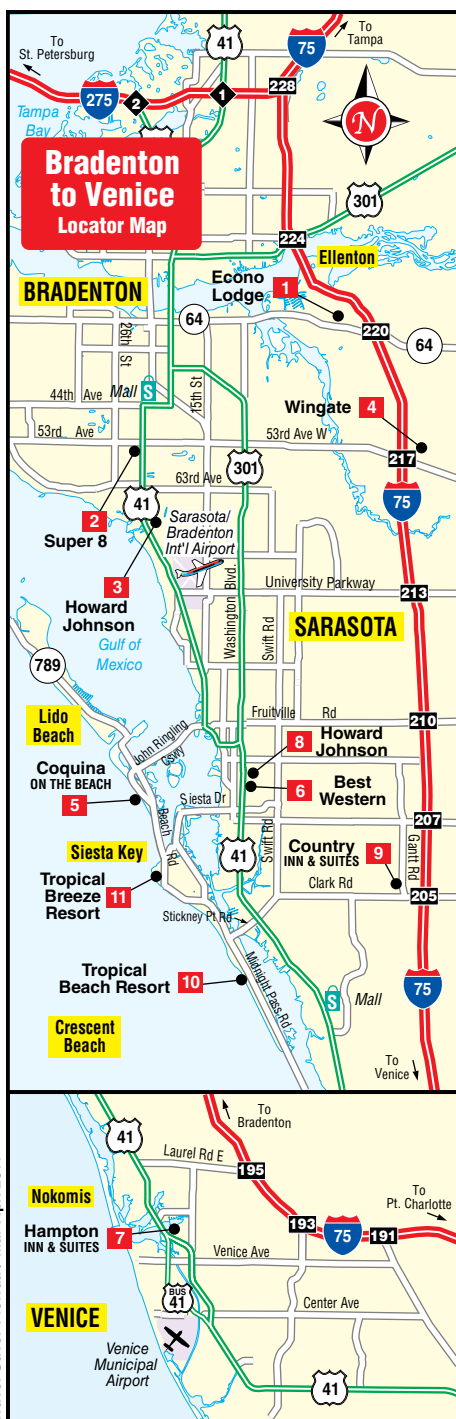 To
St. Petersburg
41
75
To
Tampa
275
2
1
228
Tampa
Bay
N
Bradenton
to Venice
Locator Map
301
224
Ellenton
BRADENTON
Econo
Lodge
1
64
220
64
26th St
15th St
44th Ave
Mall
S
Wingate
4
53rd Ave
53rd Ave W
217
301
63rd Ave
75
41
2
Super 8
Sarasota/
Bradenton
Int'l Airport
3
Howard
Johnson
Washington Blvd.
University Parkway
213
Swift Rd
SARASOTA
Gulf of
Mexico
789
Lido
Beach
John Ringling
Cswy
Fruitville Rd
210
8
Howard
Johnson
Coquina
ON THE BEACH
5
6
Best
Western
Siesta Dr
Beach Rd
207
Siesta Key
41
Swift Rd
Country
INN & SUITES
9
Gantt Rd
Tropical
Breeze
Resort
11
Clark Rd
205
Stickney Pt Rd
Tropical
Beach Resort
10
Midnight Pass Rd
S
Mall
75
Crescent
Beach
To
Venice
To
Bradenton
41
Laurel Rd E
195
Nokomis
To
Pt. Charlotte
Hampton
INN & SUITES
7
193
75
191
Venice Ave
BUS
41
VENICE
Center Ave
Venice
Municipal
Airport
41